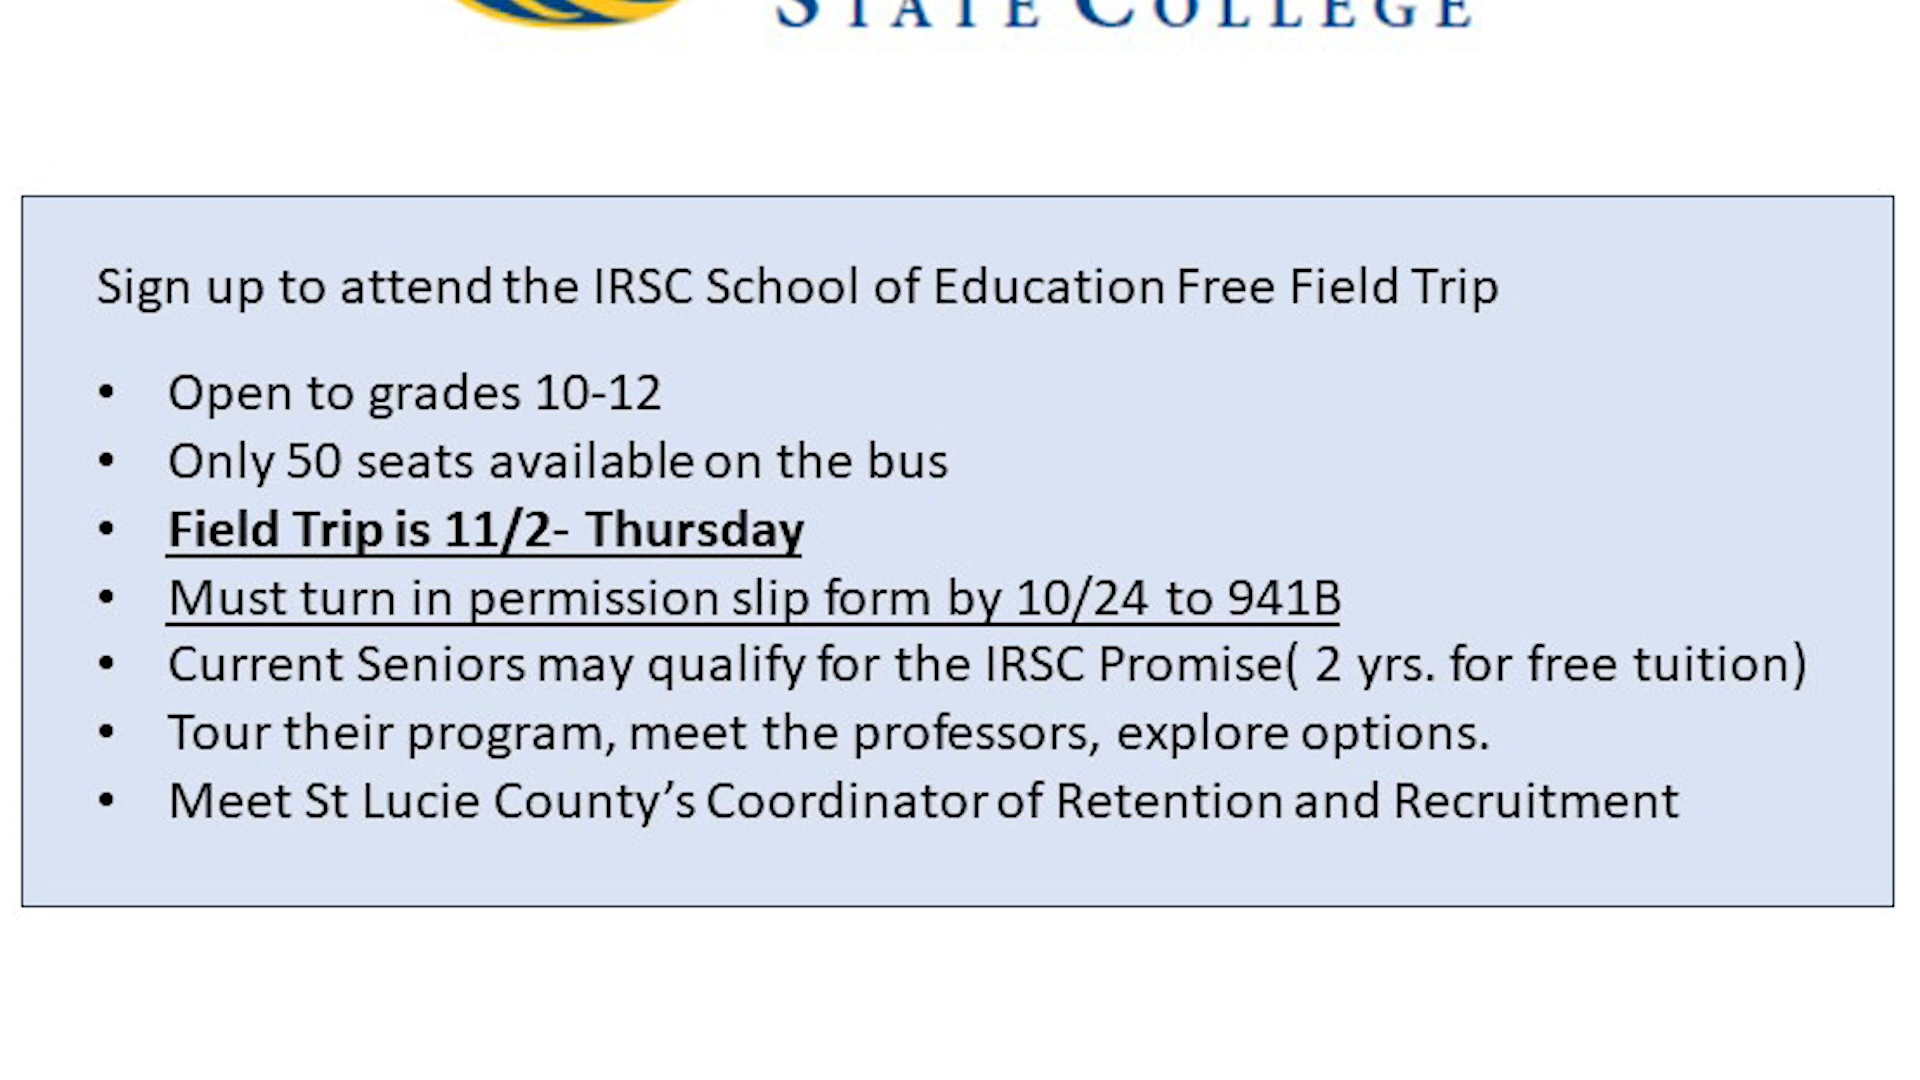 STATE COLLEGE
Sign up to attend the IRSC School of Education Free Field Trip
• Open to grades 10-12
• Only 50 seats available on the bus
• Field Trip is 11/2- Thursday
• Must turn in permission slip form by 10/24 to 941B
• Current Seniors may qualify for the IRSC Promise( 2 yrs. for free tuition)
• Tour their program, meet the professors, explore options.
• Meet St Lucie County’s Coordinator of Retention and Recruitment